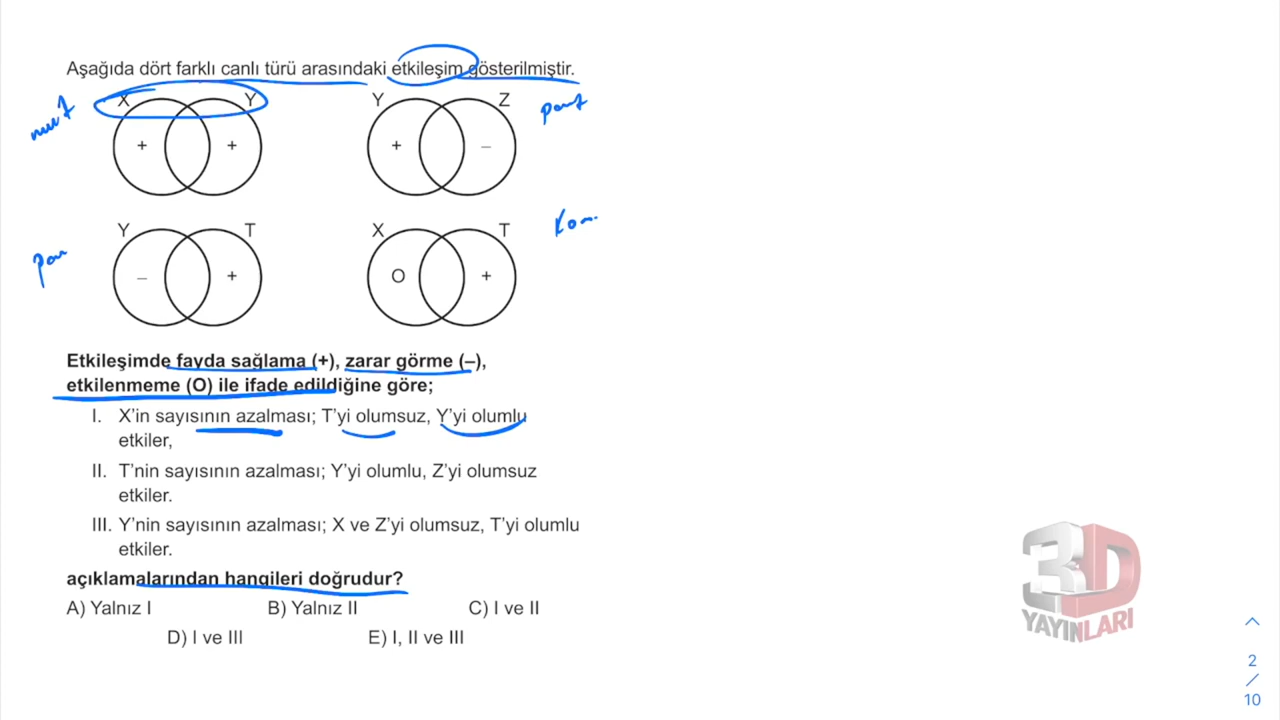 Aşağıda dört farklı canlı türü arasındaki etkileşim gösterilmiştir.
X Y
+ +
Y Z
+ –
Y T
– +
X T
O +
Etkileşimde fayda sağlama (+), zarar görme (–),
etkilenmeme (O) ile ifade edildiğine göre;
I. X'in sayısının azalması; T'yi olumsuz, Y'yi olumlu
etkiler,
II. T'nin sayısının azalması; Y'yi olumlu, Z'yi olumsuz
etkiler.
III. Y'nin sayısının azalması; X ve Z'yi olumsuz, T'yi olumlu
etkiler.
açıklamalarından hangileri doğrudur?
A) Yalnız I B) Yalnız II C) I ve II
D) I ve III E) I, II ve III
3D
YAYINLARI
2
/
10